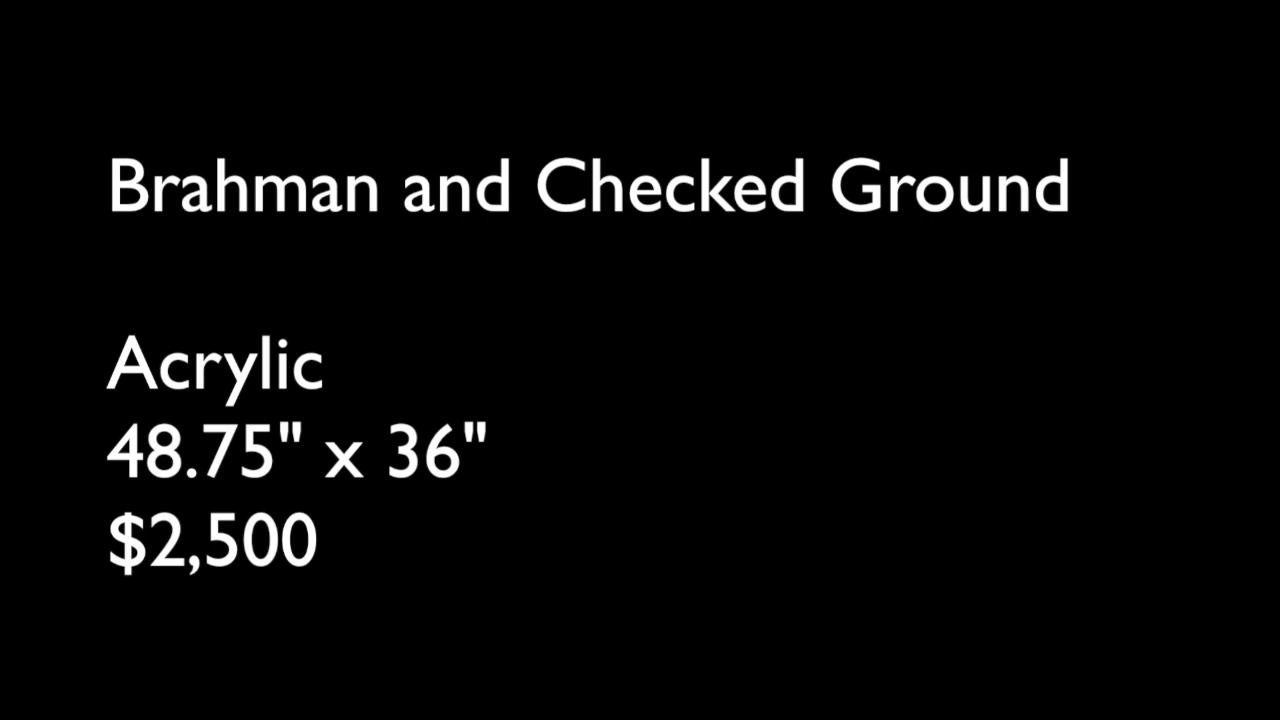 Brahman and Checked Ground
Acrylic
48.75" x 36"
$2,500